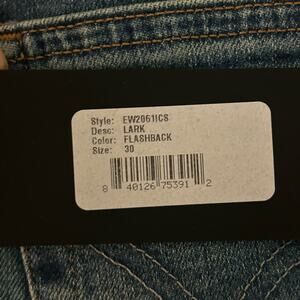 Style: EW2061ICS
Desc: LARK
Color: FLASHBACK
Size: 30
8 40126 75391 2